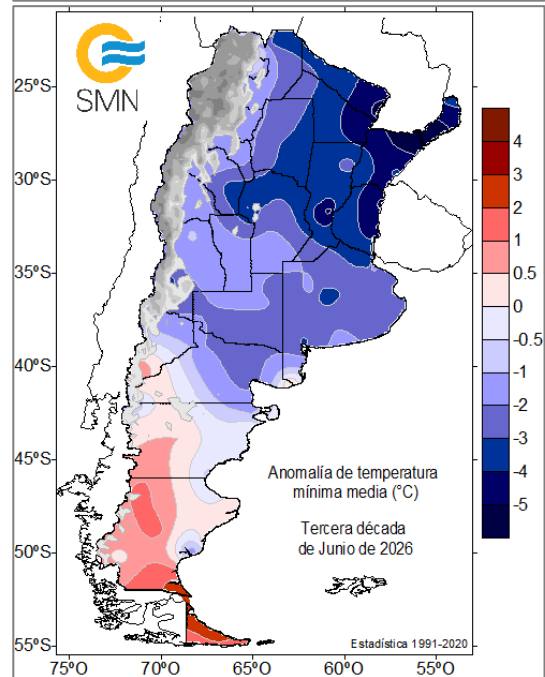 SMN
25ºS
30ºS
35ºS
40ºS
45ºS
50ºS
55ºS
75ºO
70ºO
65ºO
60ºO
55ºO
4
3
2
1
0.5
0
-0.5
-1
-2
-3
-4
-5
Anomalía de temperatura
mínima media (°C)
Tercera década
de Junio de 2026
Estadística 1991-2020